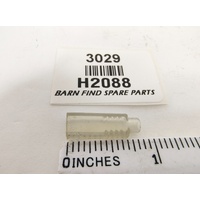 3029
H2088
BARN FIND SPARE PARTS
0INCHES 1